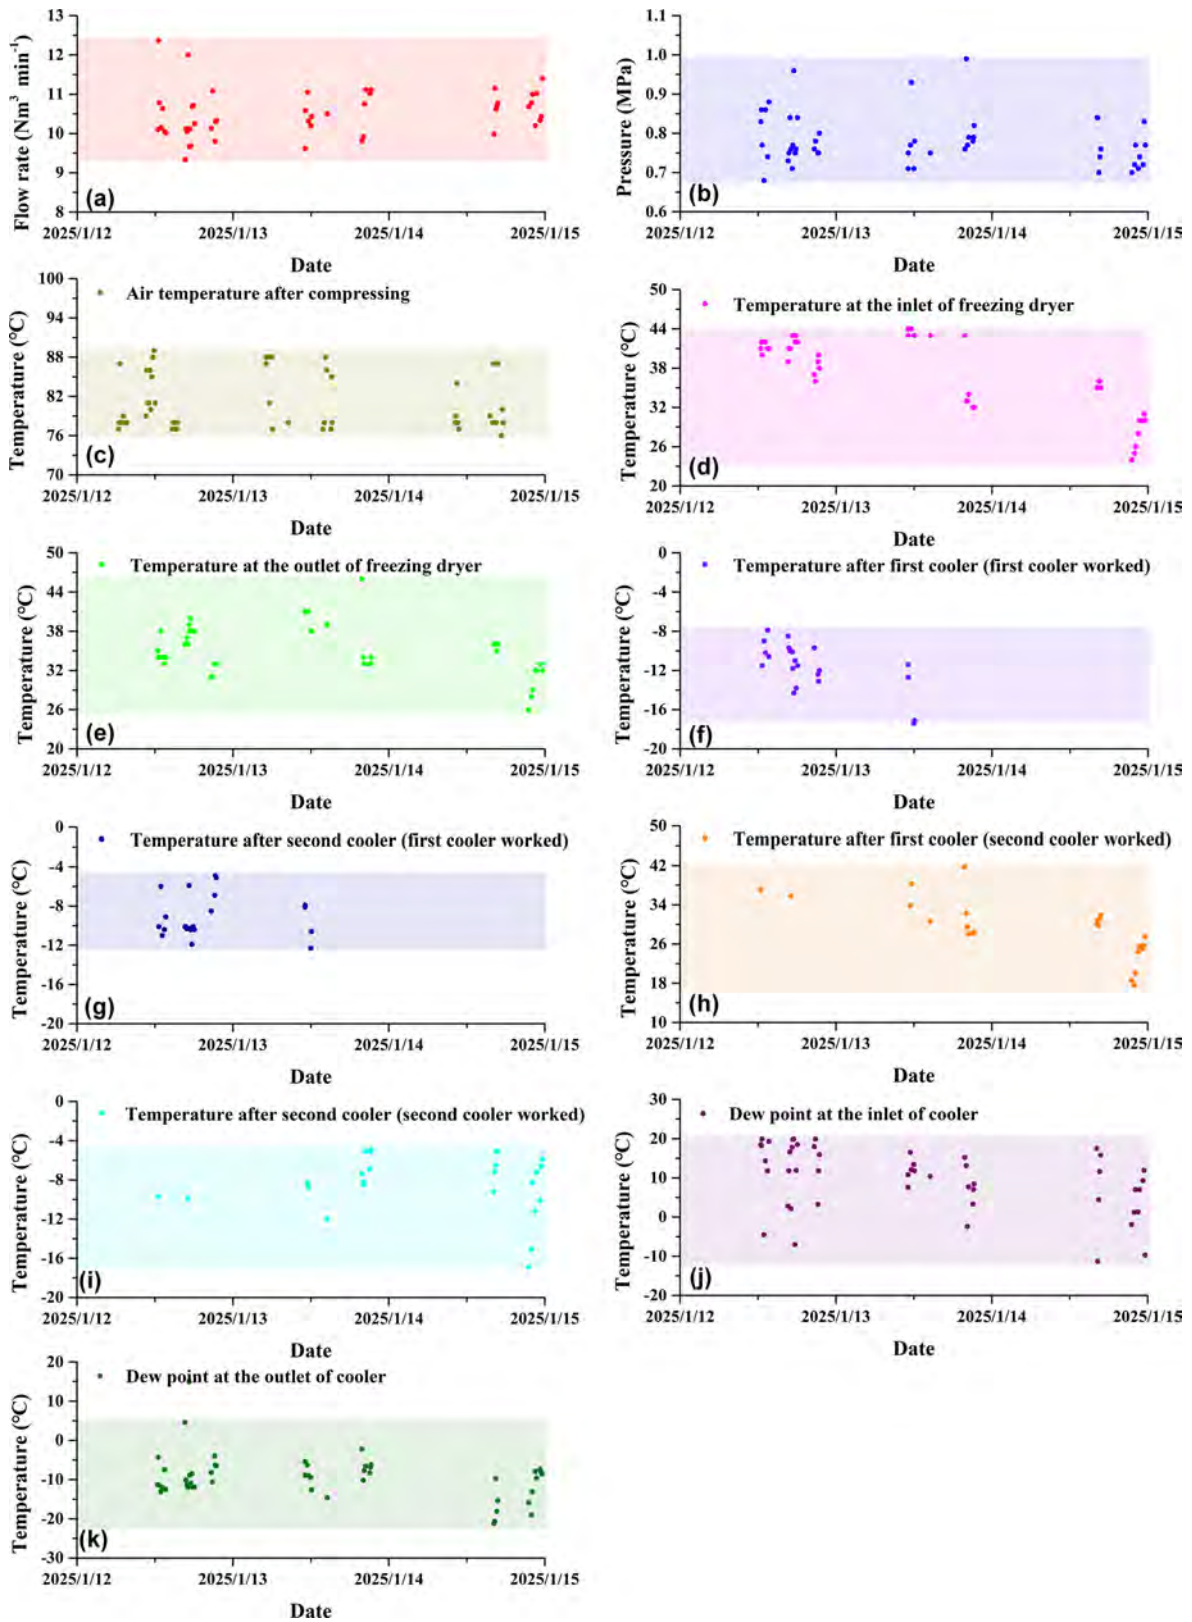 13
12
11
10
9
8
Flow rate (Nm³ min⁻¹)
(a)
2025/1/12
2025/1/13
2025/1/14
2025/1/15
Date
1.1
1.0
0.9
0.8
0.7
0.6
Pressure (MPa)
(b)
2025/1/12
2025/1/13
2025/1/14
2025/1/15
Date
100
94
88
82
76
70
Temperature (°C)
Air temperature after compressing
(c)
2025/1/12
2025/1/13
2025/1/14
2025/1/15
Date
50
44
38
32
26
20
Temperature (°C)
Temperature at the inlet of freezing dryer
(d)
2025/1/12
2025/1/13
2025/1/14
2025/1/15
Date
50
44
38
32
26
20
Temperature (°C)
Temperature at the outlet of freezing dryer
(e)
2025/1/12
2025/1/13
2025/1/14
2025/1/15
Date
-0
-4
-8
-12
-16
-20
Temperature (°C)
Temperature after first cooler (first cooler worked)
(f)
2025/1/12
2025/1/13
2025/1/14
2025/1/15
Date
0
-4
-8
-12
-16
-20
Temperature (°C)
Temperature after second cooler (first cooler worked)
(g)
2025/1/12
2025/1/13
2025/1/14
2025/1/15
Date
50
42
34
26
18
10
Temperature (°C)
Temperature after first cooler (second cooler worked)
(h)
2025/1/12
2025/1/13
2025/1/14
2025/1/15
Date
0
-4
-8
-12
-16
-20
Temperature (°C)
Temperature after second cooler (second cooler worked)
(i)
2025/1/12
2025/1/13
2025/1/14
2025/1/15
Date
30
20
10
0
-10
-20
Temperature (°C)
Dew point at the inlet of cooler
(j)
2025/1/12
2025/1/13
2025/1/14
2025/1/15
Date
20
10
0
-10
-20
-30
Temperature (°C)
Dew point at the outlet of cooler
(k)
2025/1/12
2025/1/13
2025/1/14
2025/1/15
Date